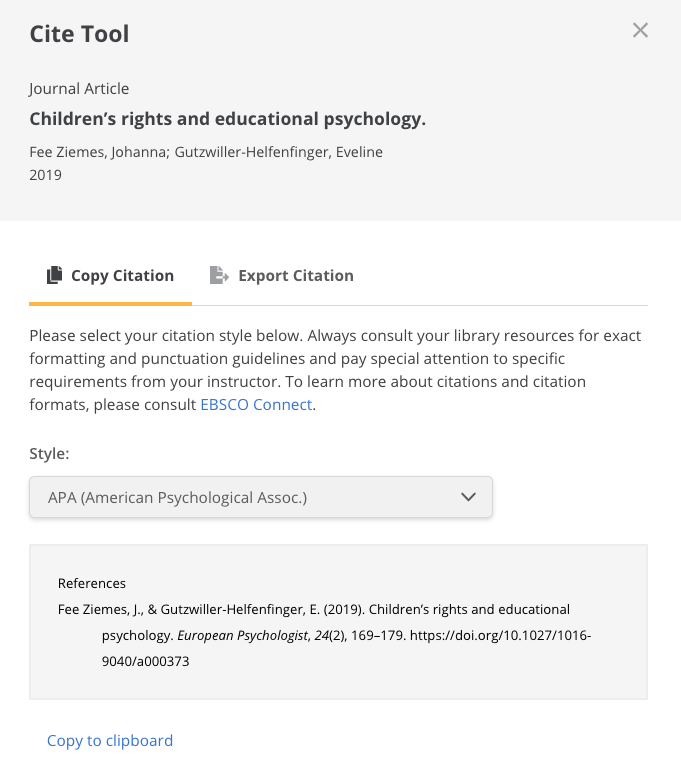 Cite Tool
Journal Article
Children’s rights and educational psychology.
Fee Ziemes, Johanna; Gutzwiller-Helfenfinger, Eveline
2019
Copy Citation
Export Citation
Please select your citation style below. Always consult your library resources for exact
formatting and punctuation guidelines and pay special attention to specific
requirements from your instructor. To learn more about citations and citation
formats, please consult EBSCO Connect.
Style:
APA (American Psychological Assoc.)
References
Fee Ziemes, J., & Gutzwiller-Helfenfinger, E. (2019). Children’s rights and educational
psychology. European Psychologist, 24(2), 169–179. https://doi.org/10.1027/1016-
9040/a000373
Copy to clipboard